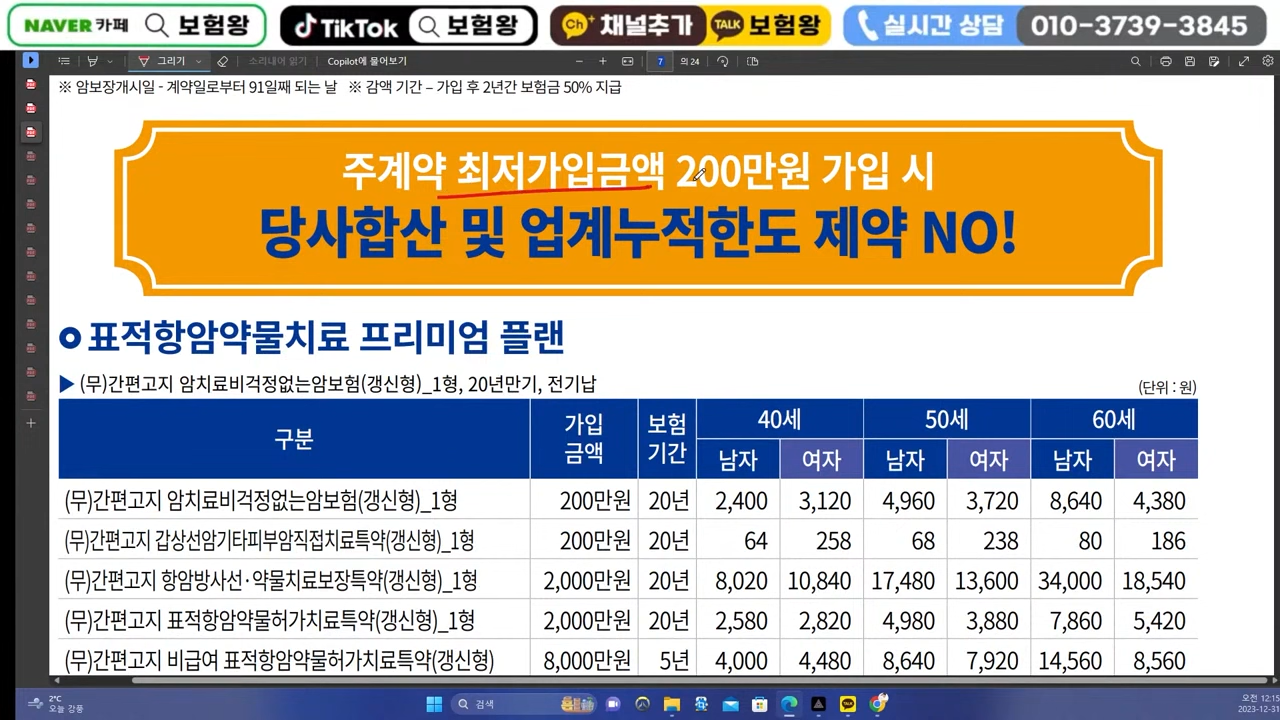 NAVER 카페 보험왕
TikTok 보험왕
Ch+ 채널추가 TALK 보험왕
실시간 상담 010-3739-3845
그리기 소리내어 읽기 Copilot에 물어보기 7 의 24
※ 암보장개시일 - 계약일로부터 91일째 되는 날 ※ 감액 기간 – 가입 후 2년간 보험금 50% 지급
주계약 최저가입금액 200만원 가입 시
당사합산 및 업계누적한도 제약 NO!
표적항암약물치료 프리미엄 플랜
▶ (무)간편고지 암치료비걱정없는암보험(갱신형)_1형, 20년만기, 전기납
(단위 : 원)
구분 가입금액 보험기간 40세 50세 60세
남자 여자 남자 여자 남자 여자
(무)간편고지 암치료비걱정없는암보험(갱신형)_1형 200만원 20년 2,400 3,120 4,960 3,720 8,640 4,380
(무)간편고지 갑상선암기타피부암직접치료특약(갱신형)_1형 200만원 20년 64 258 68 238 80 186
(무)간편고지 항암방사선·약물치료보장특약(갱신형)_1형 2,000만원 20년 8,020 10,840 17,480 13,600 34,000 18,540
(무)간편고지 표적항암약물허가치료특약(갱신형)_1형 2,000만원 20년 2,580 2,820 4,980 3,880 7,860 5,420
(무)간편고지 비급여 표적항암약물허가치료특약(갱신형) 8,000만원 5년 4,000 4,480 8,640 7,920 14,560 8,560
2°C
오늘 강풍
검색
오전 12:15
2023-12-31